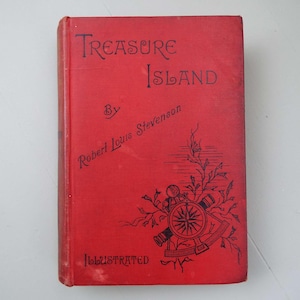 TREASURE
ISLAND
By
Robert Louis Stevenson
ILLUSTRATED